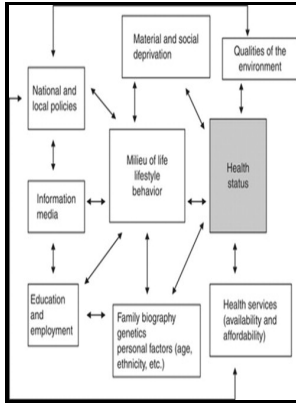 Material and social
deprivation
Qualities of the
environment
National and
local policies
Milieu of life
lifestyle
behavior
Health
status
Information
media
Education
and
employment
Family biography
genetics
personal factors (age,
ethnicity, etc.)
Health services
(availability and
affordability)